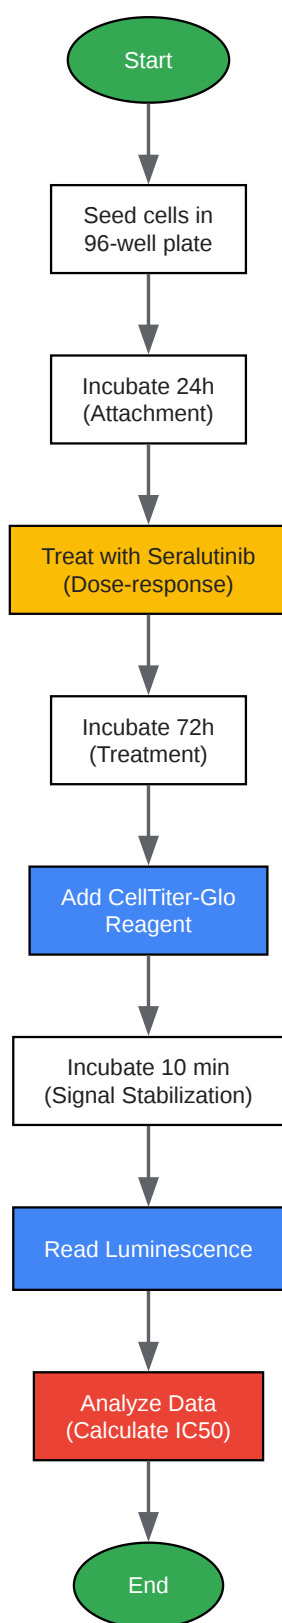 Start
Seed cells in
96-well plate
Incubate 24h
(Attachment)
Treat with Seralutinib
(Dose-response)
Incubate 72h
(Treatment)
Add CellTiter-Glo
Reagent
Incubate 10 min
(Signal Stabilization)
Read Luminescence
Analyze Data
(Calculate IC50)
End